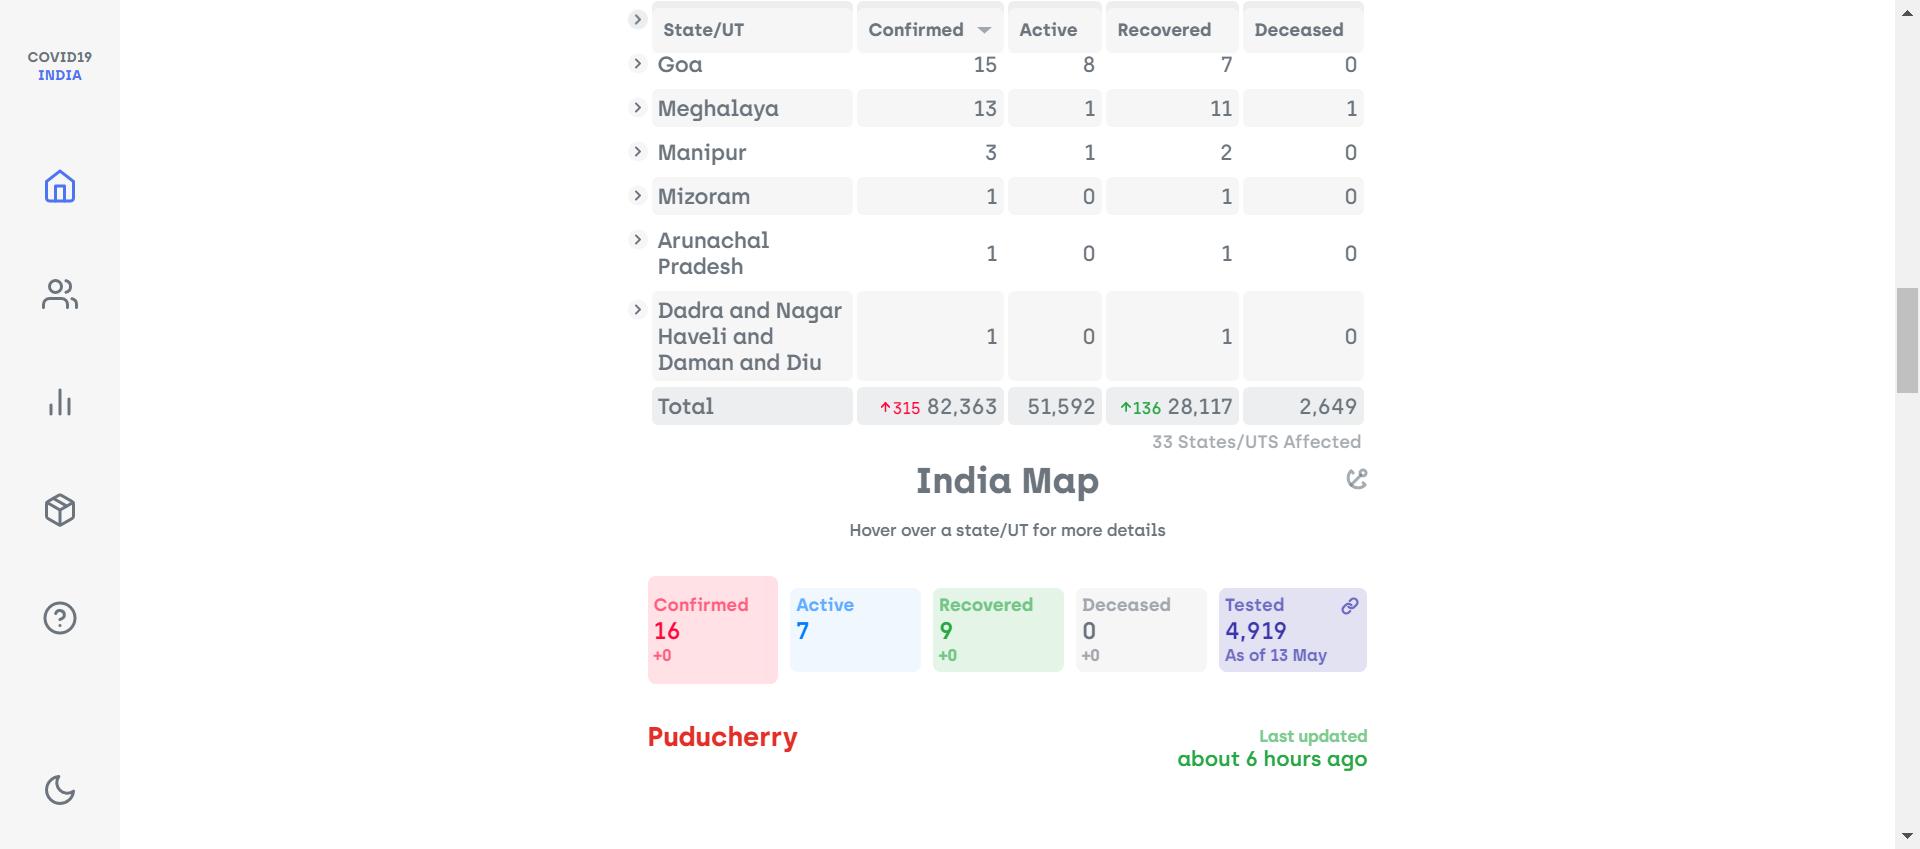 COVID19
INDIA
State/UT Confirmed Active Recovered Deceased
Goa 15 8 7 0
Meghalaya 13 1 11 1
Manipur 3 1 2 0
Mizoram 1 0 1 0
Arunachal
Pradesh 1 0 1 0
Dadra and Nagar
Haveli and 1 0 1 0
Daman and Diu
Total ↑315 82,363 51,592 ↑136 28,117 2,649
33 States/UTS Affected
India Map
Hover over a state/UT for more details
Confirmed Active Recovered Deceased Tested
16 7 9 0 4,919
+0 +0 +0 As of 13 May
Puducherry Last updated
about 6 hours ago